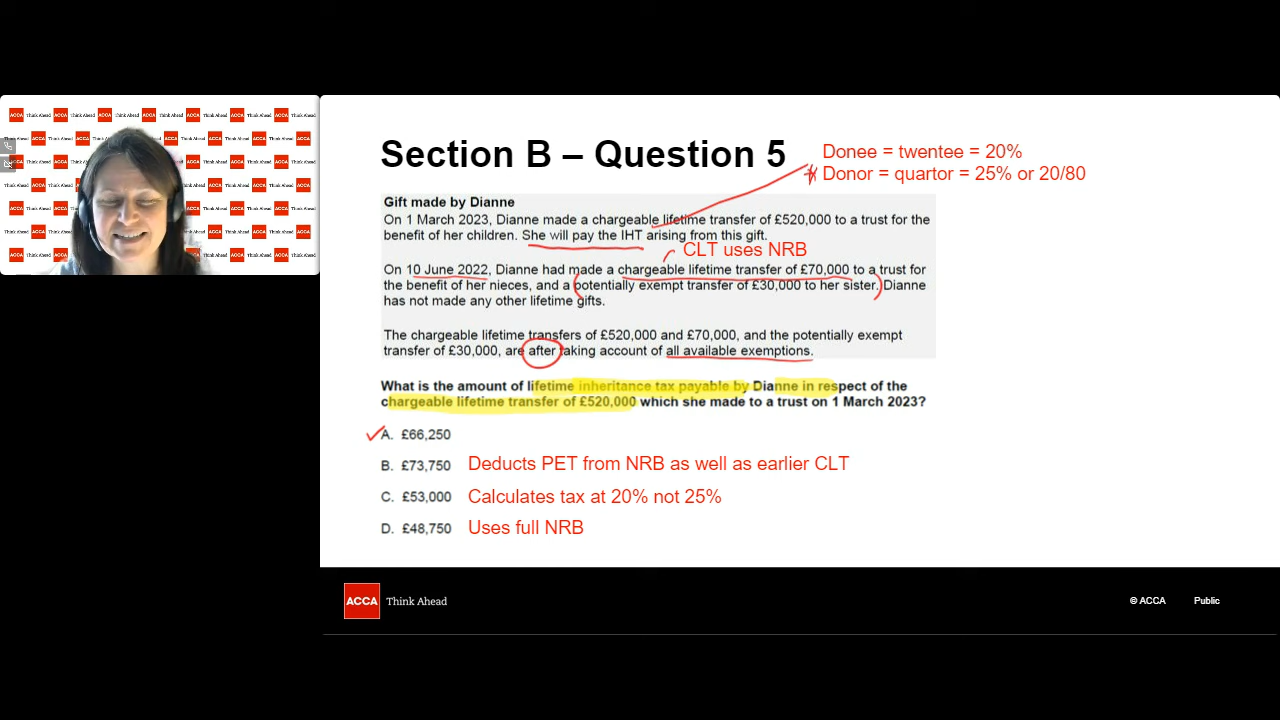 Section B – Question 5
Donee = twentee = 20%
* Donor = quartor = 25% or 20/80
Gift made by Dianne
On 1 March 2023, Dianne made a chargeable lifetime transfer of £520,000 to a trust for the
benefit of her children. She will pay the IHT arising from this gift.
CLT uses NRB
On 10 June 2022, Dianne had made a chargeable lifetime transfer of £70,000 to a trust for
the benefit of her nieces, and a potentially exempt transfer of £30,000 to her sister. Dianne
has not made any other lifetime gifts.
The chargeable lifetime transfers of £520,000 and £70,000, and the potentially exempt
transfer of £30,000, are after taking account of all available exemptions.
What is the amount of lifetime inheritance tax payable by Dianne in respect of the
chargeable lifetime transfer of £520,000 which she made to a trust on 1 March 2023?
A. £66,250
B. £73,750 Deducts PET from NRB as well as earlier CLT
C. £53,000 Calculates tax at 20% not 25%
D. £48,750 Uses full NRB
ACCA Think Ahead
© ACCA Public